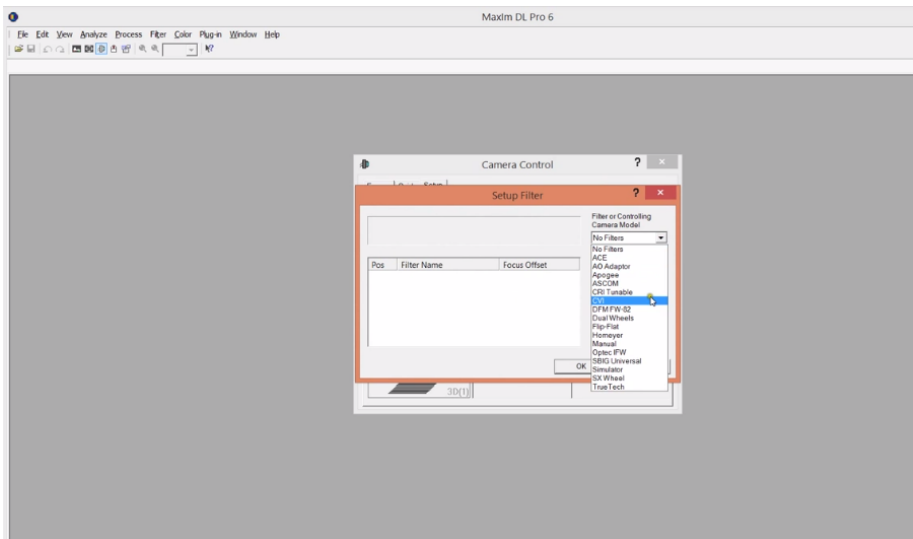 MaxIm DL Pro 6
File Edit View Analyze Process Filter Color Plug-in Window Help
Camera Control ?
Setup
Setup Filter ?
Filter or Controlling
Camera Model
No Filters
Pos Filter Name Focus Offset
No Filters
ACE
AO Adaptor
Apogee
ASCOM
CRI Tunable
CVI
DFM FW-82
Dual Wheels
Flip-Flat
Homeyer
Manual
Optec IFW
SBIG Universal
Simulator
SX Wheel
TrueTech
OK
3D[1]